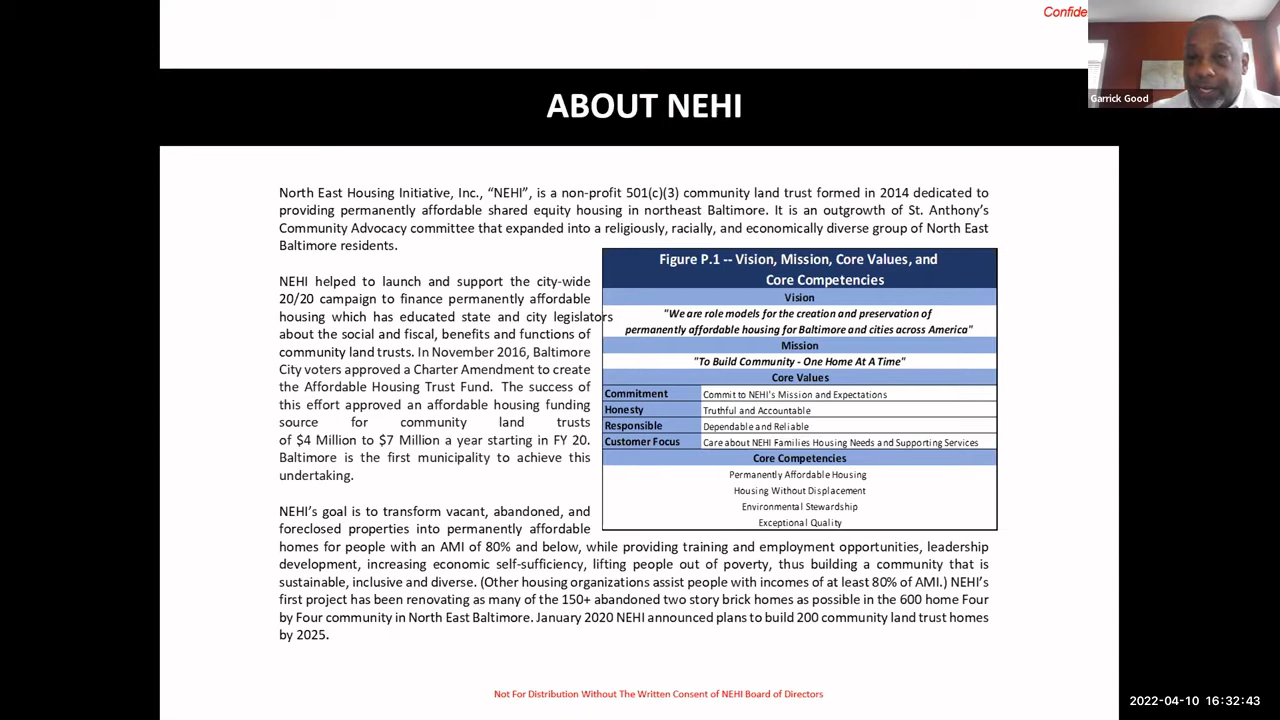 Confide
Garrick Good
ABOUT NEHI
North East Housing Initiative, Inc., “NEHI”, is a non-profit 501(c)(3) community land trust formed in 2014 dedicated to
providing permanently affordable shared equity housing in northeast Baltimore. It is an outgrowth of St. Anthony’s
Community Advocacy committee that expanded into a religiously, racially, and economically diverse group of North East
Baltimore residents.
NEHI helped to launch and support the city-wide
20/20 campaign to finance permanently affordable
housing which has educated state and city legislators
about the social and fiscal, benefits and functions of
community land trusts. In November 2016, Baltimore
City voters approved a Charter Amendment to create
the Affordable Housing Trust Fund. The success of
this effort approved an affordable housing funding
source for community land trusts
of $4 Million to $7 Million a year starting in FY 20.
Baltimore is the first municipality to achieve this
undertaking.
Figure P.1 -- Vision, Mission, Core Values, and
Core Competencies
Vision
"We are role models for the creation and preservation of
permanently affordable housing for Baltimore and cities across America"
Mission
"To Build Community - One Home At A Time"
Core Values
Commitment Commit to NEHI's Mission and Expectations
Honesty Truthful and Accountable
Responsible Dependable and Reliable
Customer Focus Care about NEHI Families Housing Needs and Supporting Services
Core Competencies
Permanently Affordable Housing
Housing Without Displacement
Environmental Stewardship
Exceptional Quality
NEHI’s goal is to transform vacant, abandoned, and
foreclosed properties into permanently affordable
homes for people with an AMI of 80% and below, while providing training and employment opportunities, leadership
development, increasing economic self-sufficiency, lifting people out of poverty, thus building a community that is
sustainable, inclusive and diverse. (Other housing organizations assist people with incomes of at least 80% of AMI.) NEHI’s
first project has been renovating as many of the 150+ abandoned two story brick homes as possible in the 600 home Four
by Four community in North East Baltimore. January 2020 NEHI announced plans to build 200 community land trust homes
by 2025.
Not For Distribution Without The Written Consent of NEHI Board of Directors
2022-04-10 16:32:43